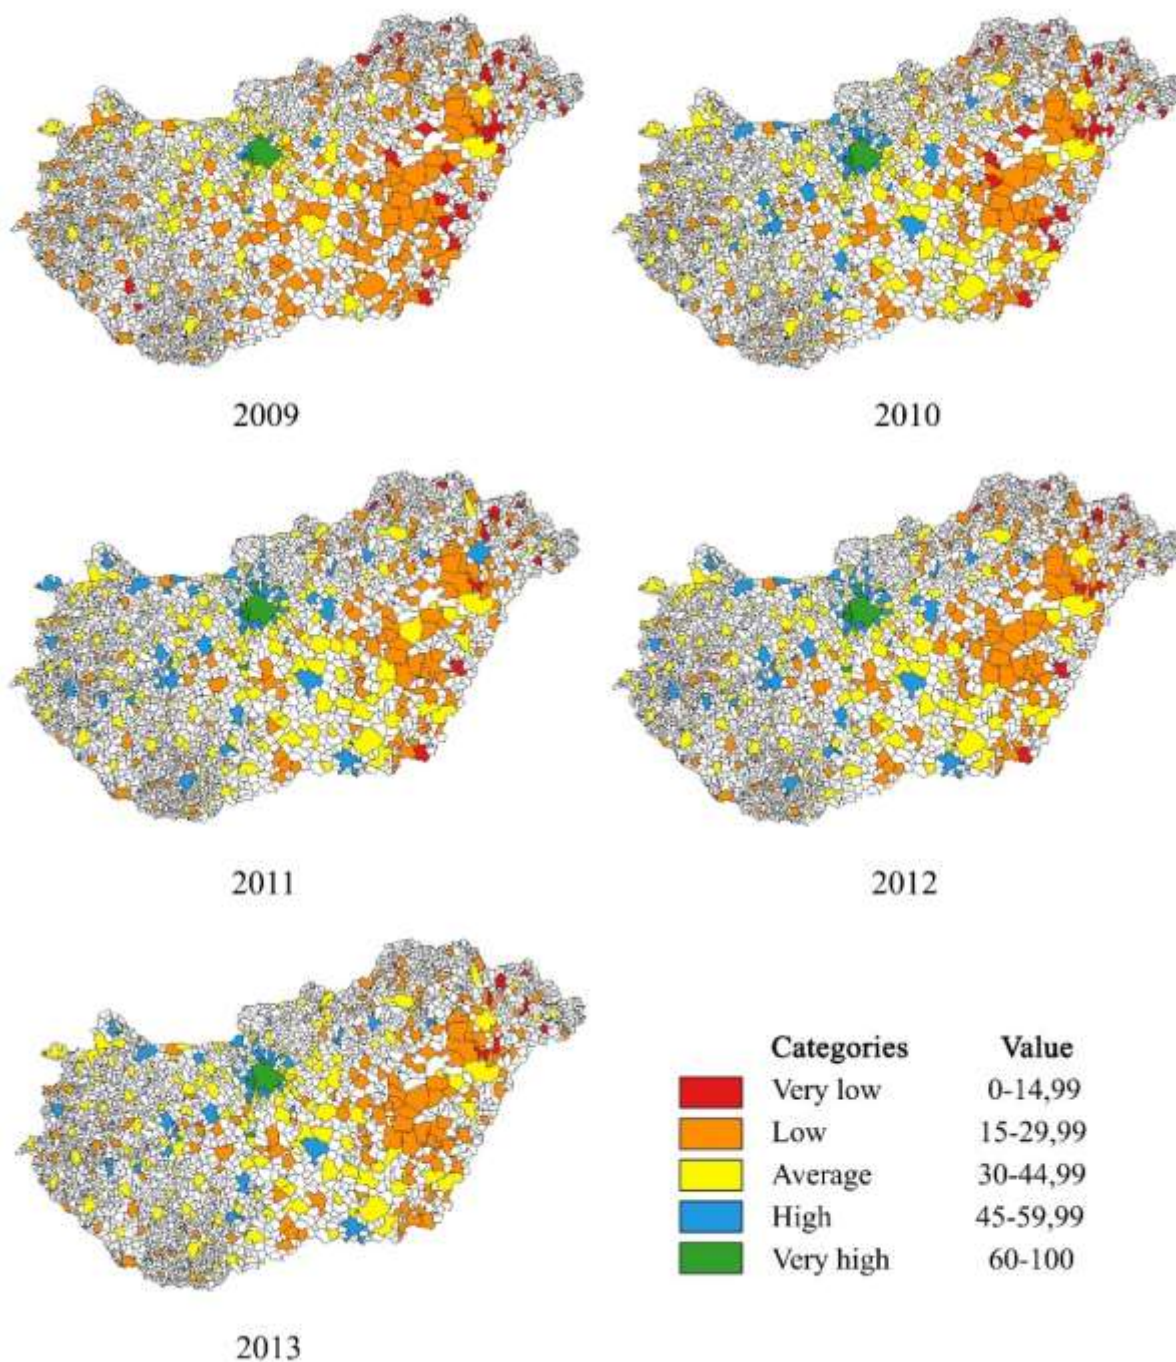 2009
2010
2011
2012
Categories Value
Very low 0-14,99
Low 15-29,99
Average 30-44,99
High 45-59,99
Very high 60-100
2013